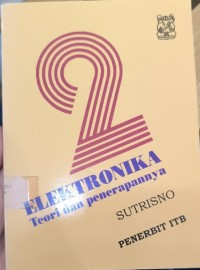 2
ELEKTRONIKA
Teori dan penerapannya
SUTRISNO
PENERBIT ITB